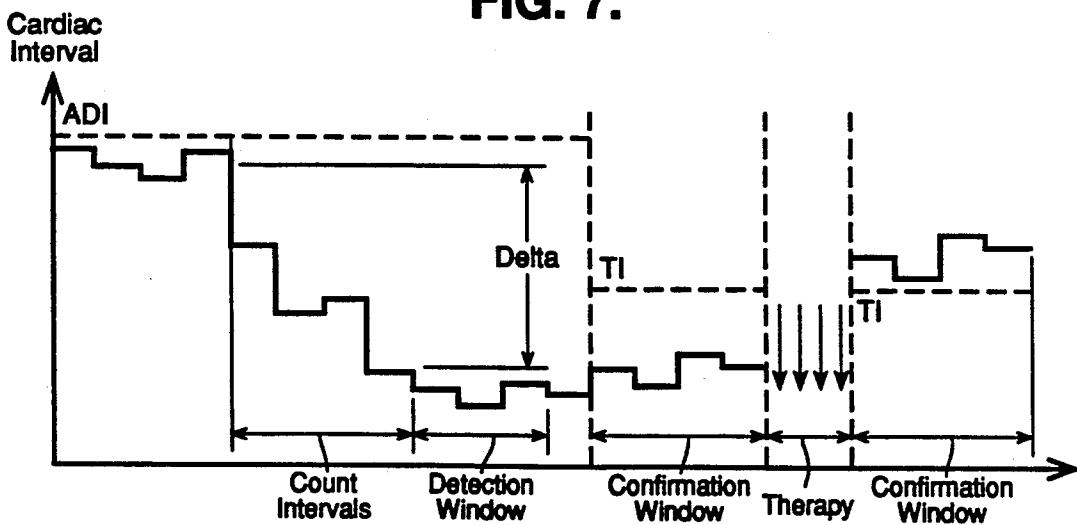 FIG. 7.
Cardiac
Interval
ADI
Delta
TI
TI
Count
Intervals
Detection
Window
Confirmation
Window
Therapy
Confirmation
Window